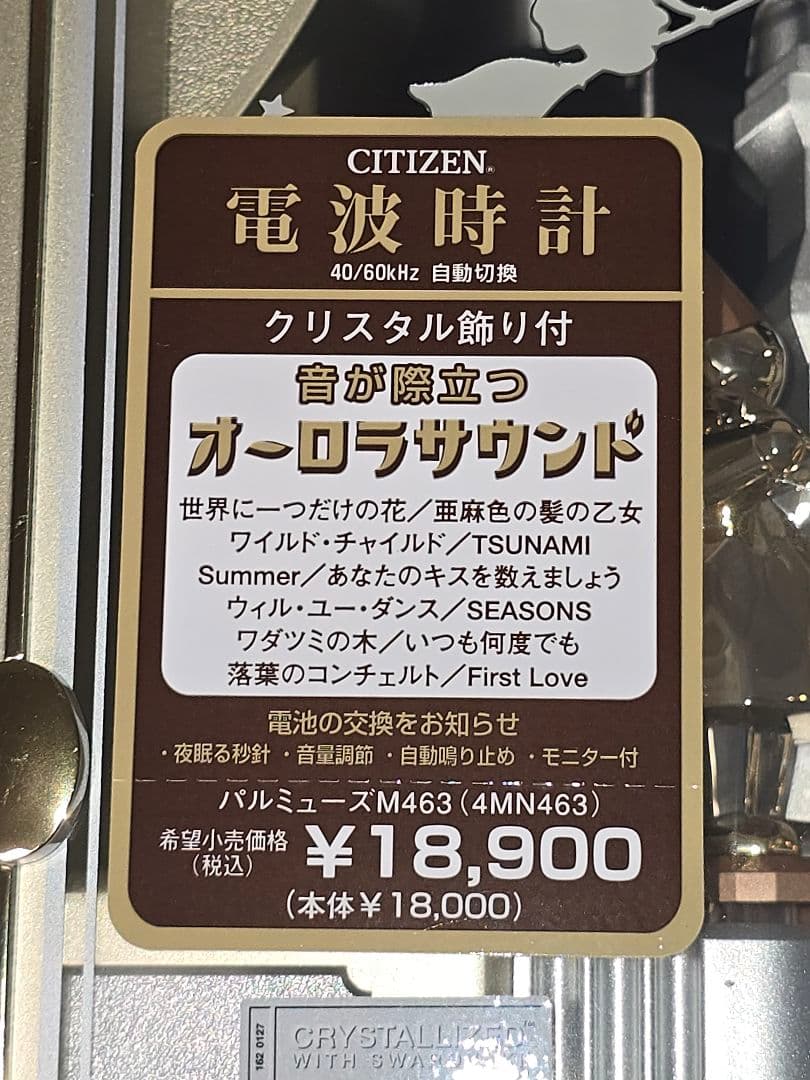 CITIZEN®
電波時計
40/60kHz 自動切換
クリスタル飾り付
音が際立つ
オーロラサウンド
世界に一つだけの花／亜麻色の髪の乙女
ワイルド・チャイルド／TSUNAMI
Summer／あなたのキスを数えましょう
ウィル・ユー・ダンス／SEASONS
ワダツミの木／いつも何度でも
落葉のコンチェルト／First Love
電池の交換をお知らせ
・夜眠る秒針 ・音量調節 ・自動鳴り止め ・モニター付
パルミューズM463（4MN463）
希望小売価格
（税込）
¥18,900
（本体¥18,000）
162 0127
CRYSTALLIZED™
WITH